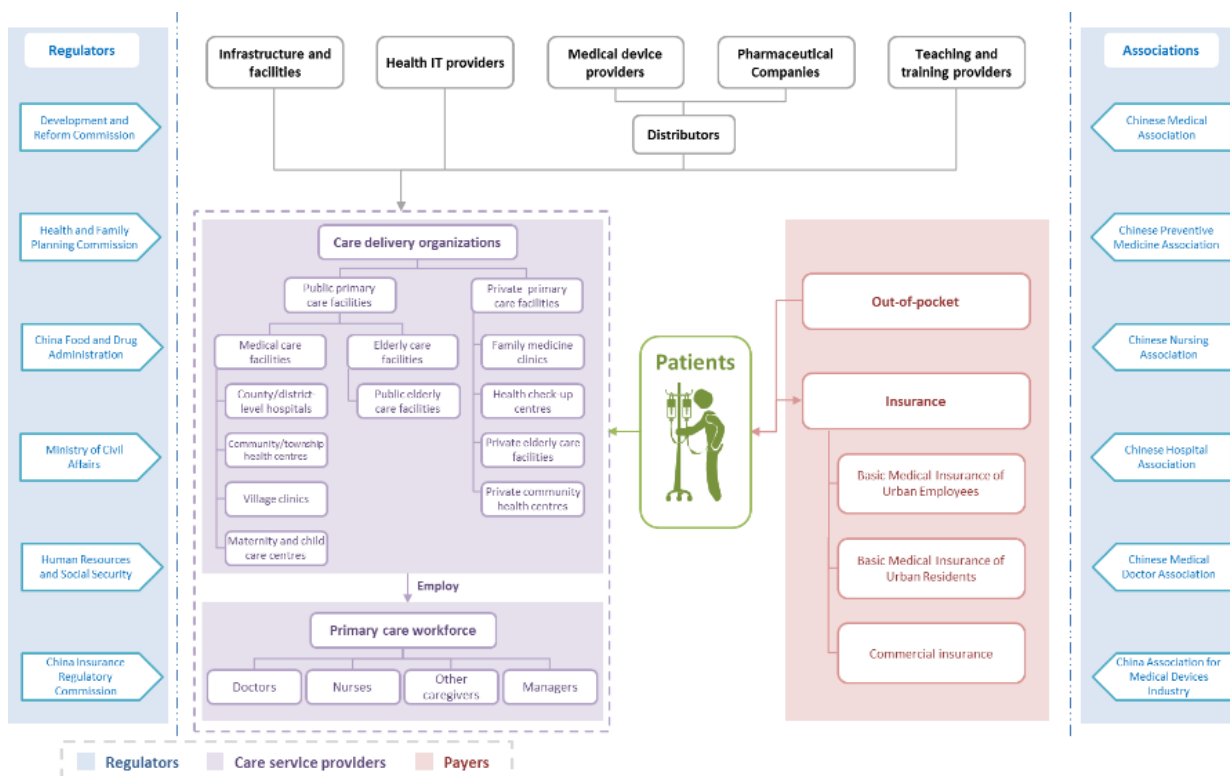 Regulators
Development and
Reform Commission
Health and Family
Planning Commission
China Food and Drug
Administration
Ministry of Civil
Affairs
Human Resources
and Social Security
China Insurance
Regulatory
Commission
Infrastructure and
facilities
Health IT providers
Medical device
providers
Pharmaceutical
Companies
Teaching and
training providers
Distributors
Care delivery organizations
Public primary
care facilities
Private primary
care facilities
Medical care
facilities
Elderly care
facilities
Family medicine
clinics
County/district-
level hospitals
Public elderly
care facilities
Health check-up
centres
Community/township
health centres
Private elderly care
facilities
Village clinics
Private community
health centres
Maternity and child
care centres
Employ
Primary care workforce
Doctors
Nurses
Other
caregivers
Managers
Patients
Out-of-pocket
Insurance
Basic Medical Insurance of
Urban Employees
Basic Medical Insurance of
Urban Residents
Commercial insurance
Associations
Chinese Medical
Association
Chinese Preventive
Medicine Association
Chinese Nursing
Association
Chinese Hospital
Association
Chinese Medical
Doctor Association
China Association for
Medical Devices
Industry
Regulators
Care service providers
Payers